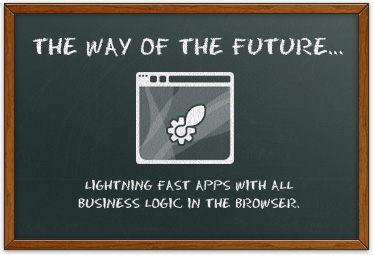 THE WAY OF THE FUTURE...
LIGHTNING FAST APPS WITH ALL
BUSINESS LOGIC IN THE BROWSER.